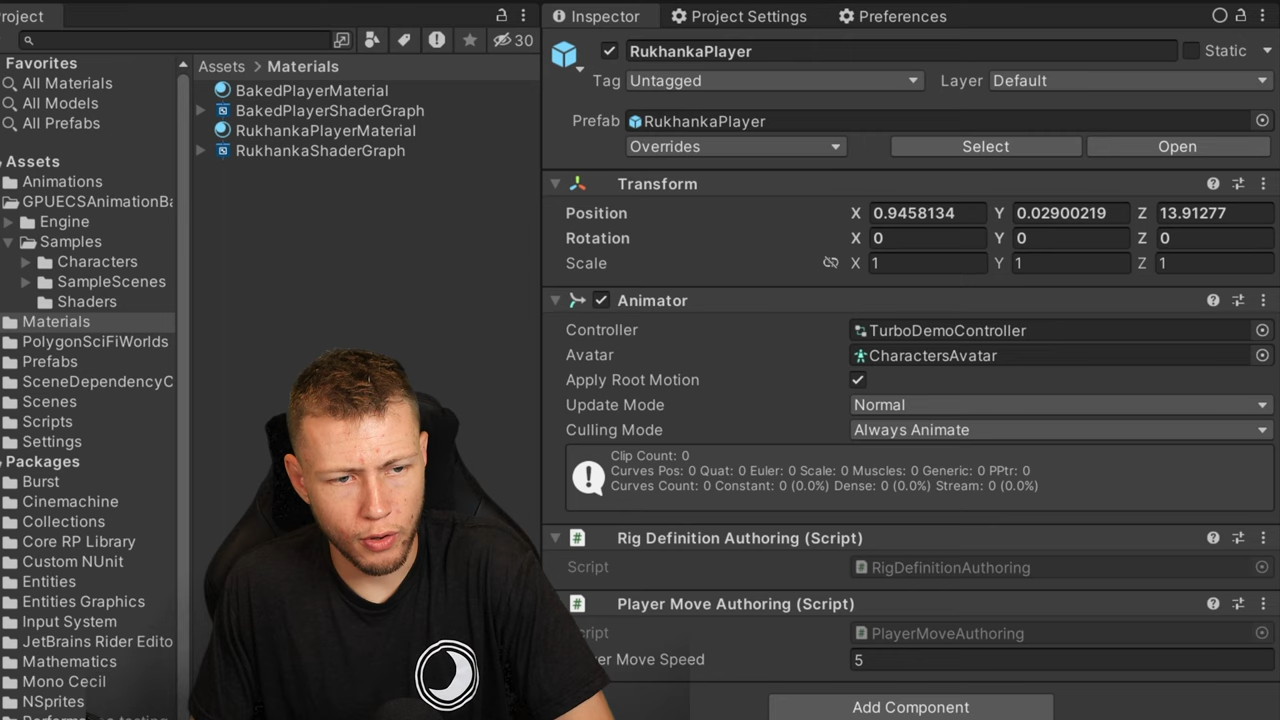 roject
30
Favorites
All Materials
All Models
All Prefabs
Assets
Animations
GPUECSAnimationBa
Engine
Samples
Characters
SampleScenes
Shaders
Materials
PolygonSciFiWorlds
Prefabs
SceneDependencyC
Scenes
Scripts
Settings
Packages
Burst
Cinemachine
Collections
Core RP Library
Custom NUnit
Entities
Entities Graphics
Input System
JetBrains Rider Edito
Mathematics
Mono Cecil
NSprites
Assets > Materials
BakedPlayerMaterial
BakedPlayerShaderGraph
RukhankaPlayerMaterial
RukhankaShaderGraph
Inspector Project Settings Preferences
RukhankaPlayer Static
Tag Untagged Layer Default
Prefab RukhankaPlayer
Overrides Select Open
Transform
Position X 0.9458134 Y 0.02900219 Z 13.91277
Rotation X 0 Y 0 Z 0
Scale X 1 Y 1 Z 1
Animator
Controller TurboDemoController
Avatar CharactersAvatar
Apply Root Motion
Update Mode Normal
Culling Mode Always Animate
Clip Count: 0
Curves Pos: 0 Quat: 0 Euler: 0 Scale: 0 Muscles: 0 Generic: 0 PPtr: 0
Curves Count: 0 Constant: 0 (0.0%) Dense: 0 (0.0%) Stream: 0 (0.0%)
Rig Definition Authoring (Script)
Script RigDefinitionAuthoring
Player Move Authoring (Script)
cript PlayerMoveAuthoring
er Move Speed 5
Add Component